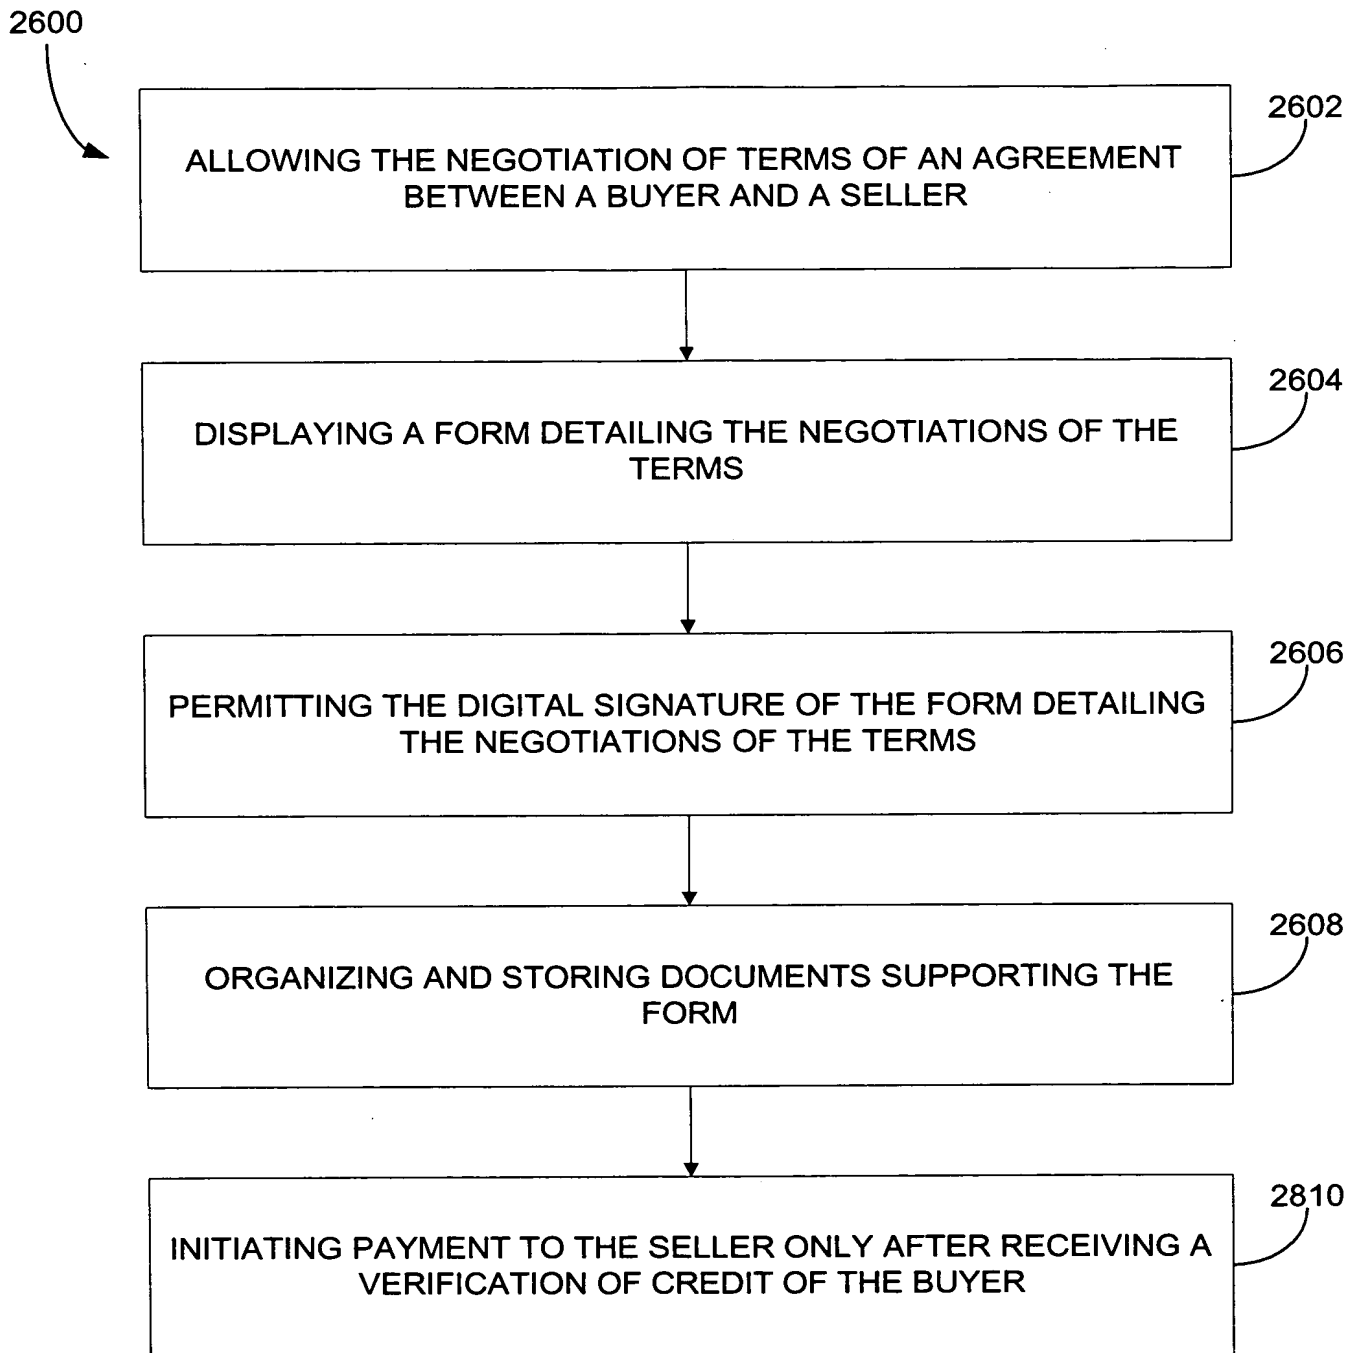 2600
2602
ALLOWING THE NEGOTIATION OF TERMS OF AN AGREEMENT
BETWEEN A BUYER AND A SELLER
2604
DISPLAYING A FORM DETAILING THE NEGOTIATIONS OF THE
TERMS
2606
PERMITTING THE DIGITAL SIGNATURE OF THE FORM DETAILING
THE NEGOTIATIONS OF THE TERMS
2608
ORGANIZING AND STORING DOCUMENTS SUPPORTING THE
FORM
2810
INITIATING PAYMENT TO THE SELLER ONLY AFTER RECEIVING A
VERIFICATION OF CREDIT OF THE BUYER